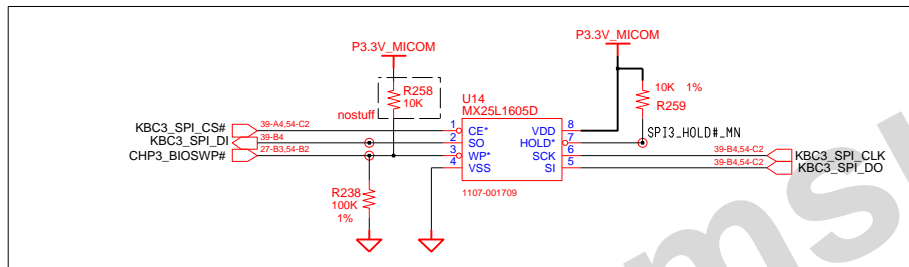 P3.3V_MICOM
P3.3V_MICOM
R258
10K
nostuff
10K 1%
R259
U14
MX25L1605D
KBC3_SPI_CS#
39-A4,54-C2
1
CE*
VDD
8
KBC3_SPI_DI
39-B4
2
SO
HOLD*
7
SPI3_HOLD#_MN
CHP3_BIOSWP#
27-B3,54-B2
3
WP*
SCK
6
39-B4,54-C2
KBC3_SPI_CLK
4
VSS
SI
5
39-B4,54-C2
KBC3_SPI_DO
R238
100K
1%
1107-001709